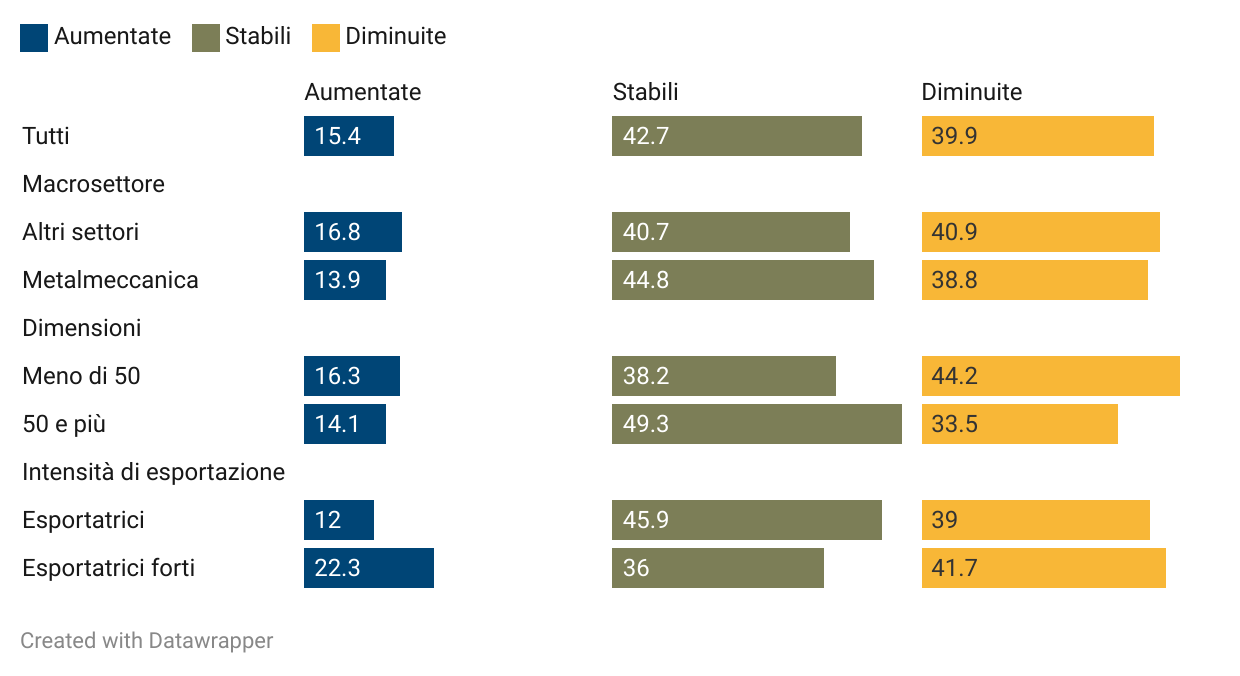 Aumentate Stabili Diminuite
Aumentate Stabili Diminuite
Tutti 15.4 42.7 39.9
Macrosettore
Altri settori 16.8 40.7 40.9
Metalmeccanica 13.9 44.8 38.8
Dimensioni
Meno di 50 16.3 38.2 44.2
50 e più 14.1 49.3 33.5
Intensità di esportazione
Esportatrici 12 45.9 39
Esportatrici forti 22.3 36 41.7
Created with Datawrapper